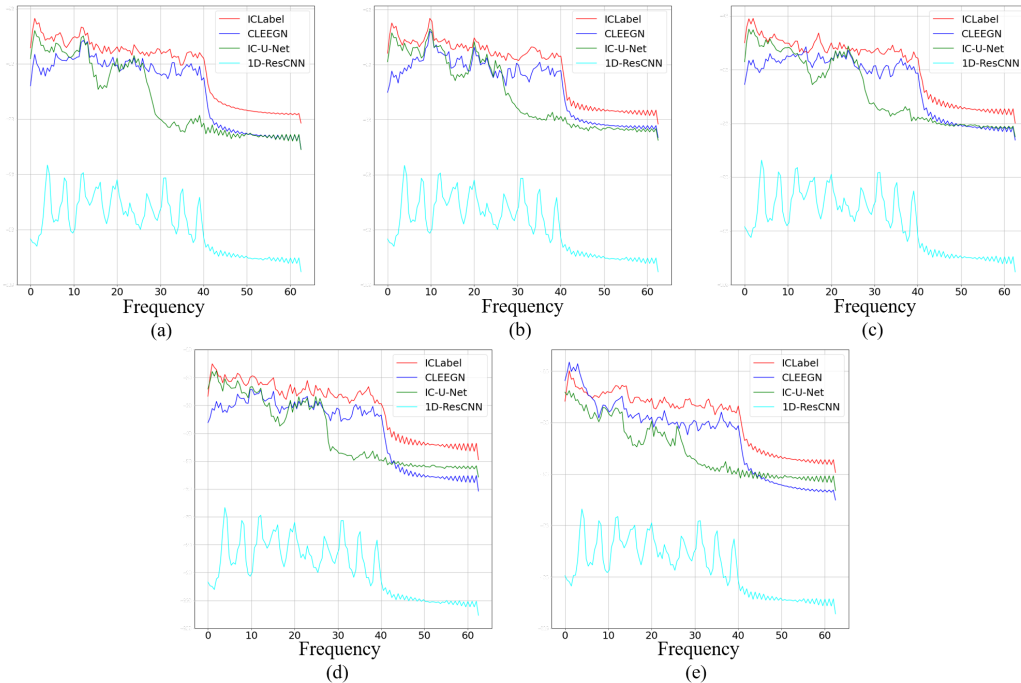 ICLabel
CLEEGN
IC-U-Net
1D-ResCNN
0 10 20 30 40 50 60
Frequency
(a)
ICLabel
CLEEGN
IC-U-Net
1D-ResCNN
0 10 20 30 40 50 60
Frequency
(b)
ICLabel
CLEEGN
IC-U-Net
1D-ResCNN
0 10 20 30 40 50 60
Frequency
(c)
ICLabel
CLEEGN
IC-U-Net
1D-ResCNN
0 10 20 30 40 50 60
Frequency
(d)
ICLabel
CLEEGN
IC-U-Net
1D-ResCNN
0 10 20 30 40 50 60
Frequency
(e)